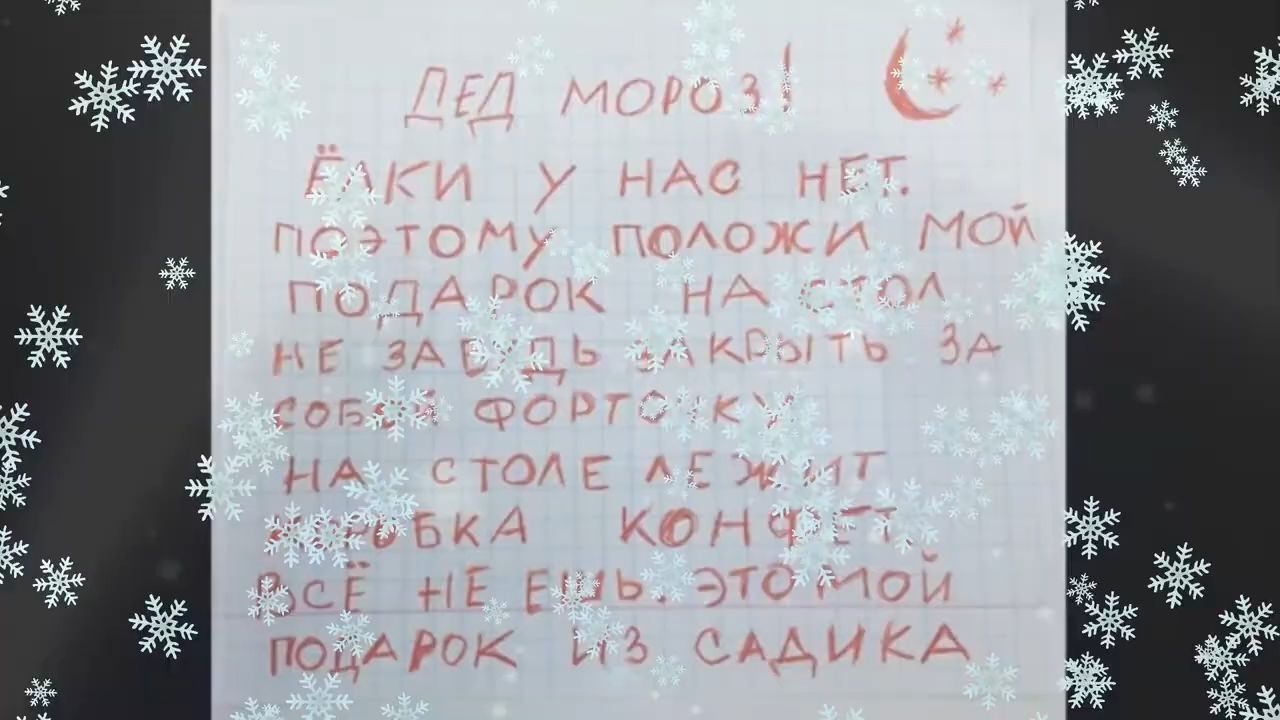 ДЕД МОРОЗ!
ЁЛКИ У НАС НЕТ.
ПОЭТОМУ ПОЛОЖИ МОЙ
ПОДАРОК НА СТОЛ
НЕ ЗАБУДЬ ЗАКРЫТЬ ЗА
СОБОЙ ФОРТОЧКУ
НА СТОЛЕ ЛЕЖИТ
КОРОБКА КОНФЕТ.
ВСЁ НЕ ЕШЬ. ЭТО МОЙ
ПОДАРОК ИЗ САДИКА